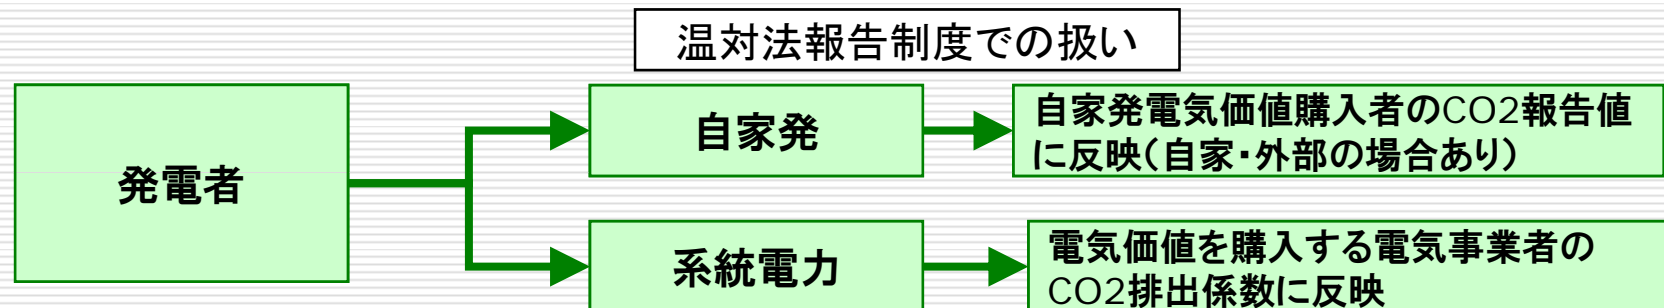 温対法報告制度での扱い
発電者
自家発
自家発電気価値購入者のCO2報告値
に反映(自家・外部の場合あり)
系統電力
電気価値を購入する電気事業者の
CO2排出係数に反映